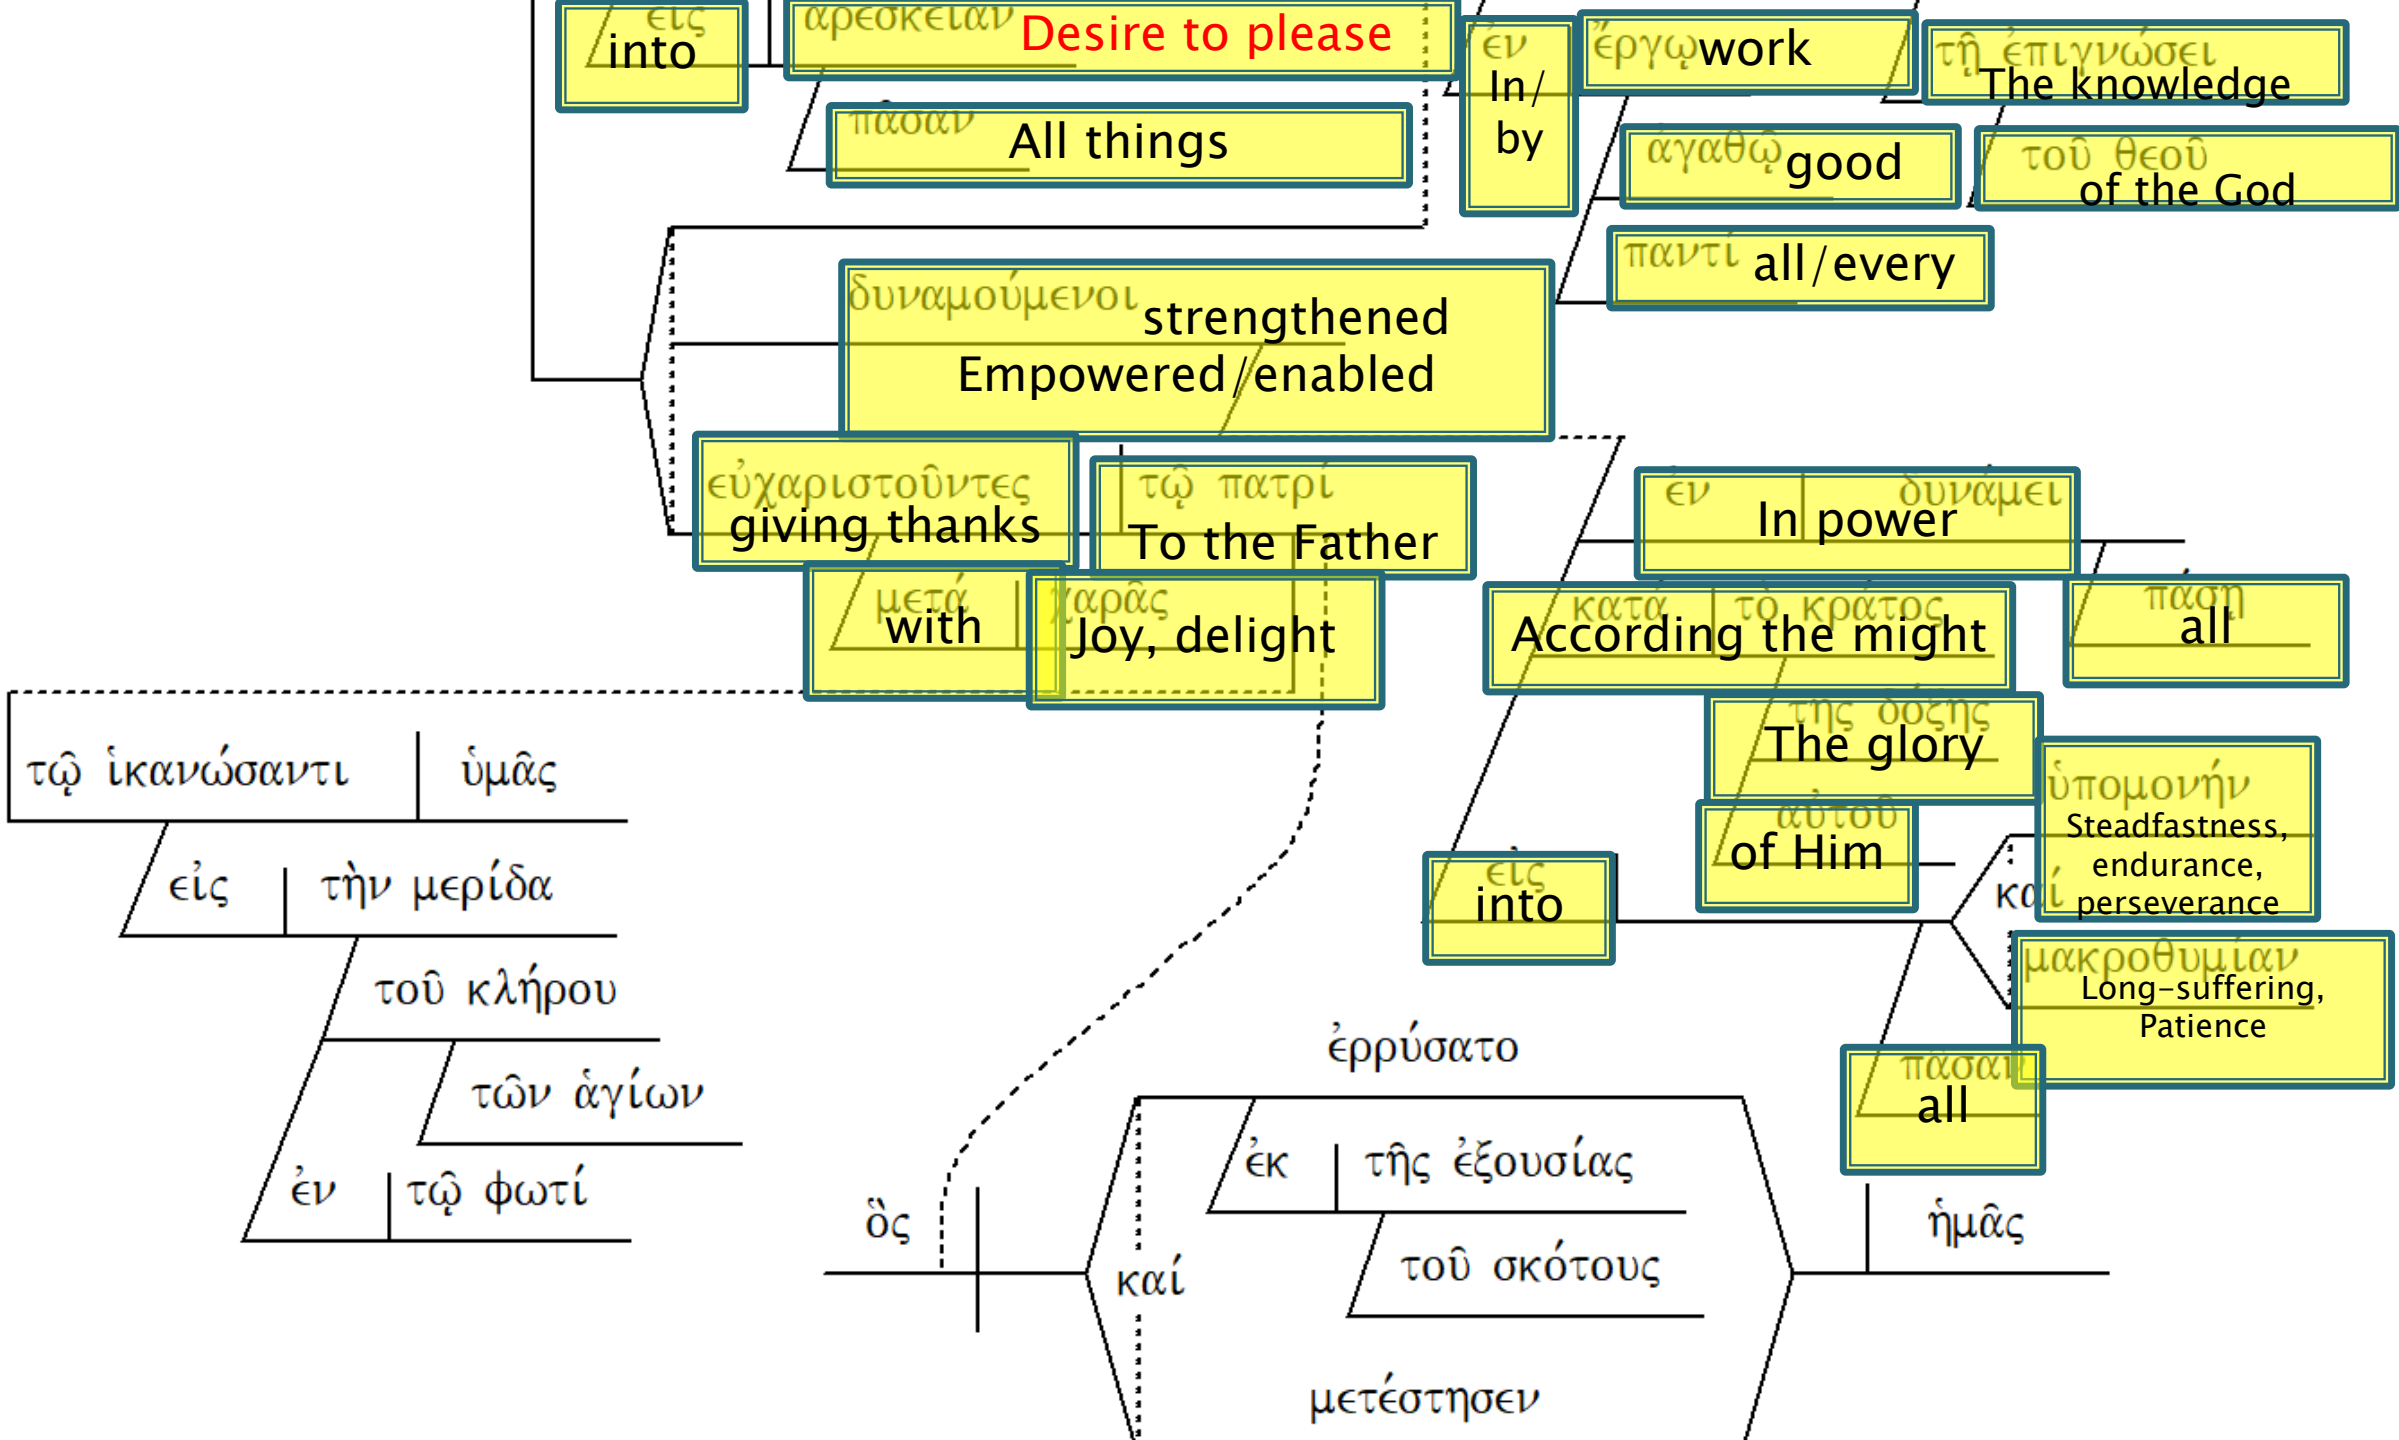 εἰς
into
ἀρεσκείαν
Desire to please
ἐν
In/
by
ἔργῳ work
τῇ ἐπιγνώσει
The knowledge
πᾶσαν
All things
ἀγαθῷ good
τοῦ θεοῦ
of the God
παντί all/every
δυναμούμενοι strengthened
Empowered/enabled
εὐχαριστοῦντες
giving thanks
τῷ πατρί
To the Father
ἐν δυνάμει
In power
μετά
with
χαρᾶς
Joy, delight
κατά τὸ κράτος
According the might
πάσῃ
all
τῆς δόξης
The glory
τῷ ἱκανώσαντι ὑμᾶς
ὑπομονήν
Steadfastness,
endurance,
perseverance
αὐτοῦ
of Him
εἰς
into
καί
εἰς τὴν μερίδα
μακροθυμίαν
Long-suffering,
Patience
τοῦ κλήρου
πᾶσαν
all
τῶν ἁγίων
ἐν τῷ φωτί
ἐρρύσατο
ἐκ τῆς ἐξουσίας
ὃς
ἡμᾶς
τοῦ σκότους
καί
μετέστησεν